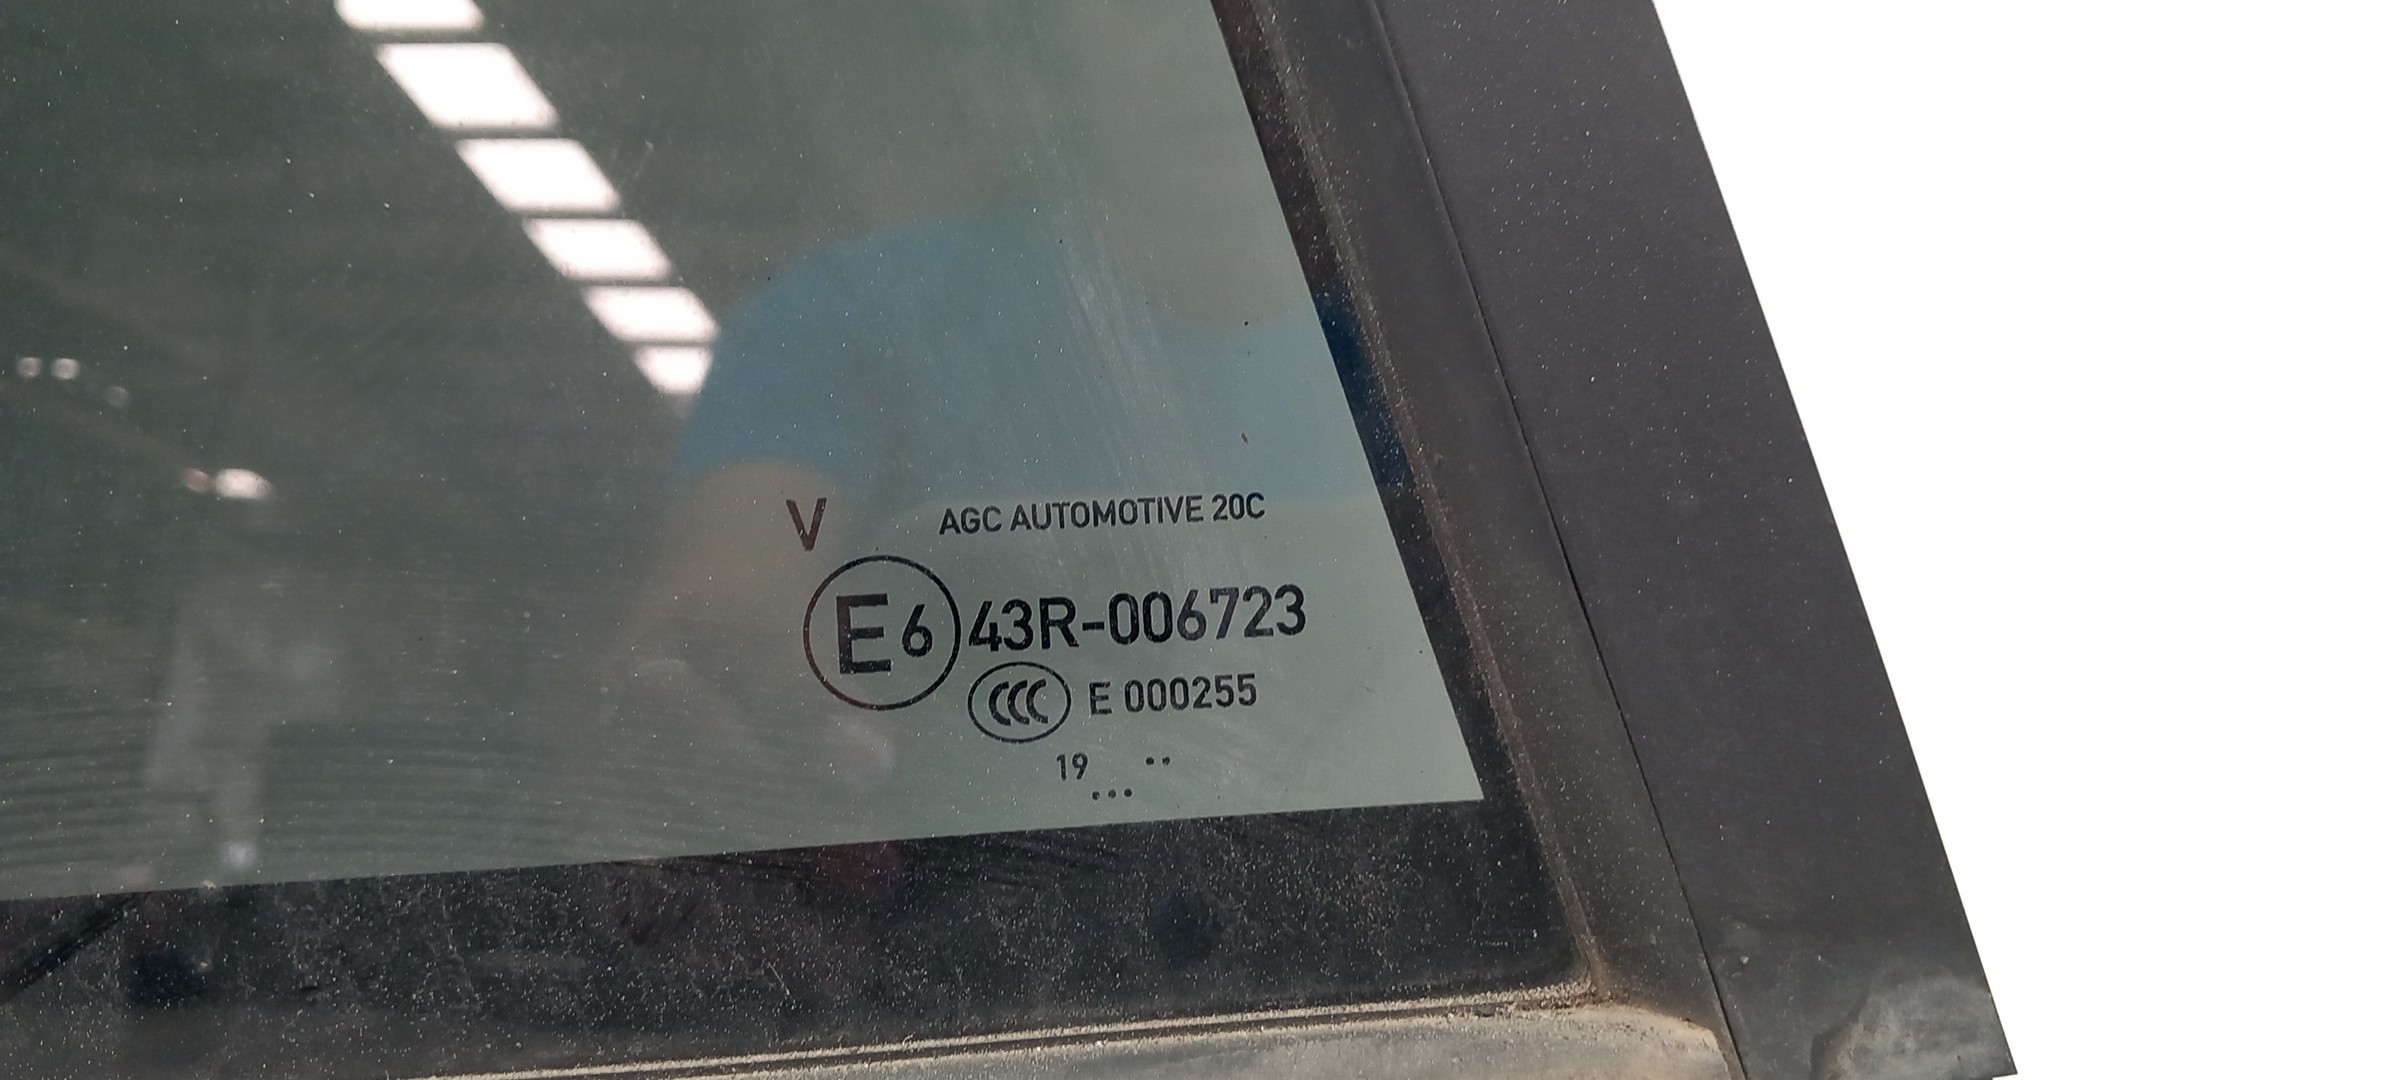 V AGC AUTOMOTIVE 20C
E6 43R-006723
CCC E 000255
19 ..
...